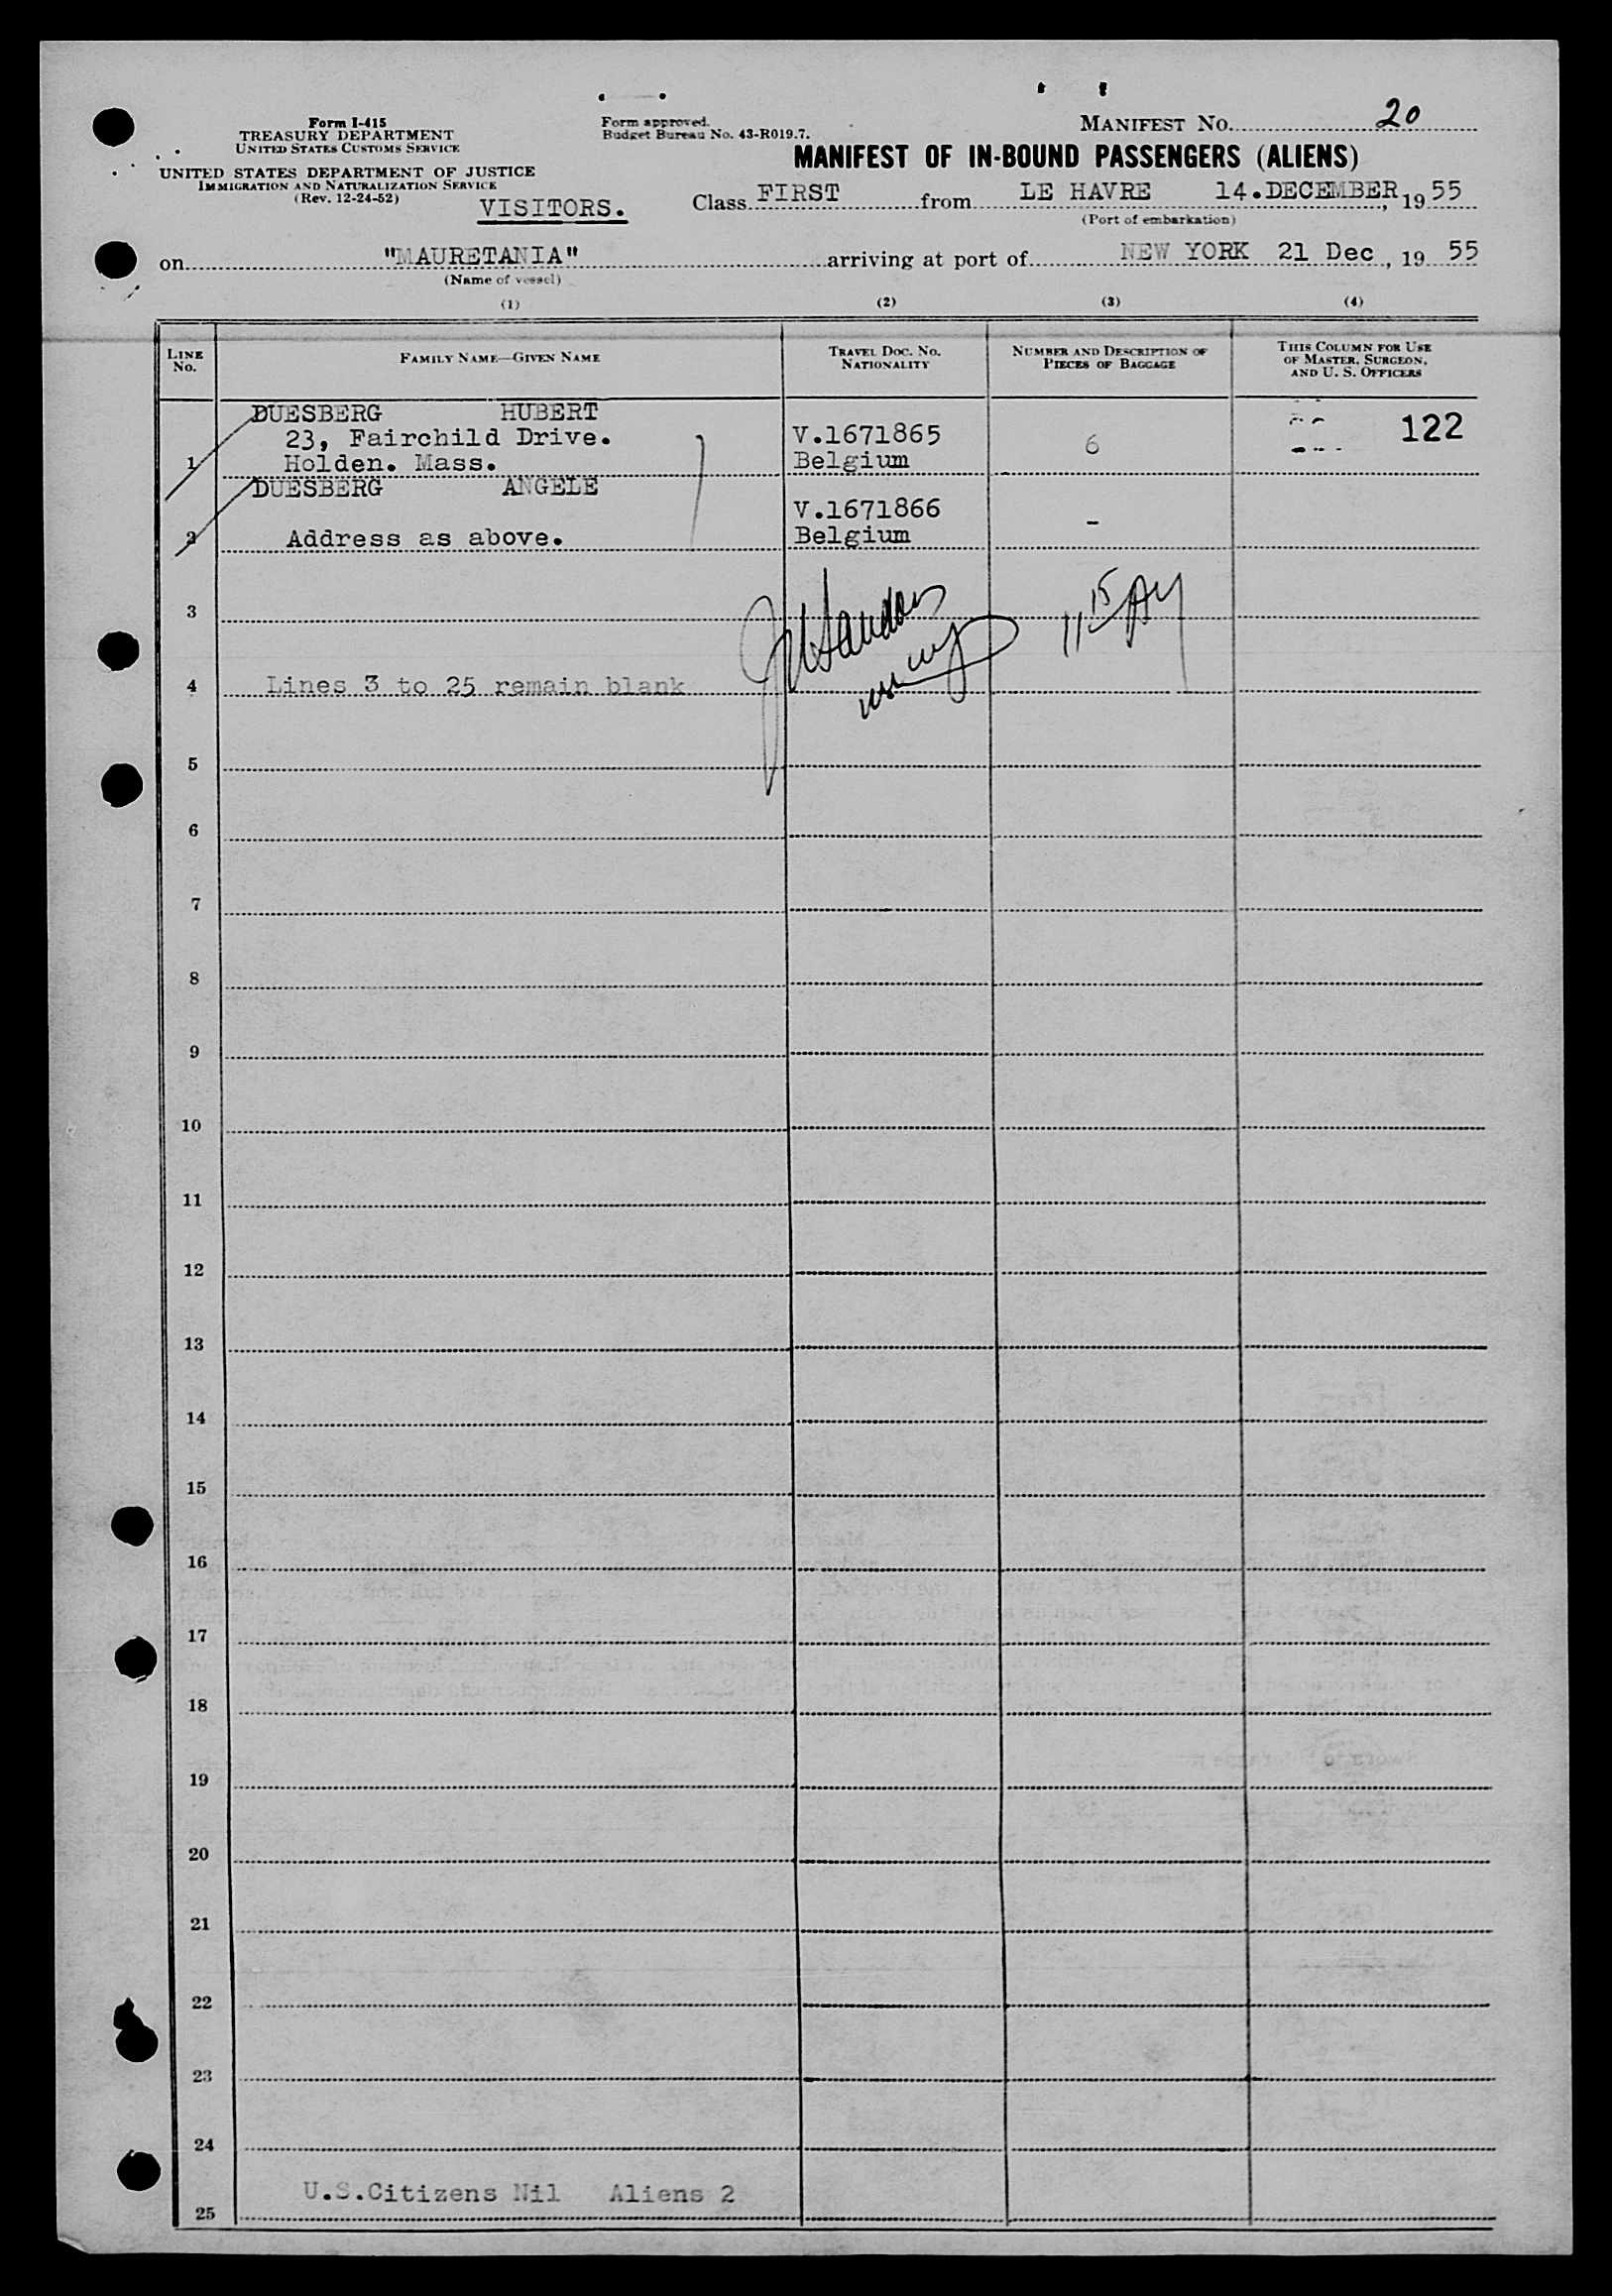 Form I-415
TREASURY DEPARTMENT
UNITED STATES CUSTOMS SERVICE
UNITED STATES DEPARTMENT OF JUSTICE
IMMIGRATION AND NATURALIZATION SERVICE
(Rev. 12-24-52)
VISITORS.
Form approved.
Budget Bureau No. 43-R019.7.
MANIFEST NO. 20
MANIFEST OF IN-BOUND PASSENGERS (ALIENS)
Class FIRST from LE HAVRE 14.DECEMBER, 19 55
(Port of embarkation)
on "MAURETANIA" arriving at port of NEW YORK 21 Dec, 19 55
(Name of vessel)
(1) (2) (3) (4)
LINE NO. FAMILY NAME—GIVEN NAME TRAVEL DOC. NO. NATIONALITY NUMBER AND DESCRIPTION OF PIECES OF BAGGAGE THIS COLUMN FOR USE OF MASTER, SURGEON, AND U. S. OFFICERS
DUESBERG HUBERT
23, Fairchild Drive. V.1671865 6 122
1 Holden. Mass. Belgium
DUESBERG ANGELE
V.1671866 -
2 Address as above. Belgium
3
11 15 AM
4 Lines 3 to 25 remain blank
5
6
7
8
9
10
11
12
13
14
15
16
17
18
19
20
21
22
23
24
U.S.Citizens Nil Aliens 2
25